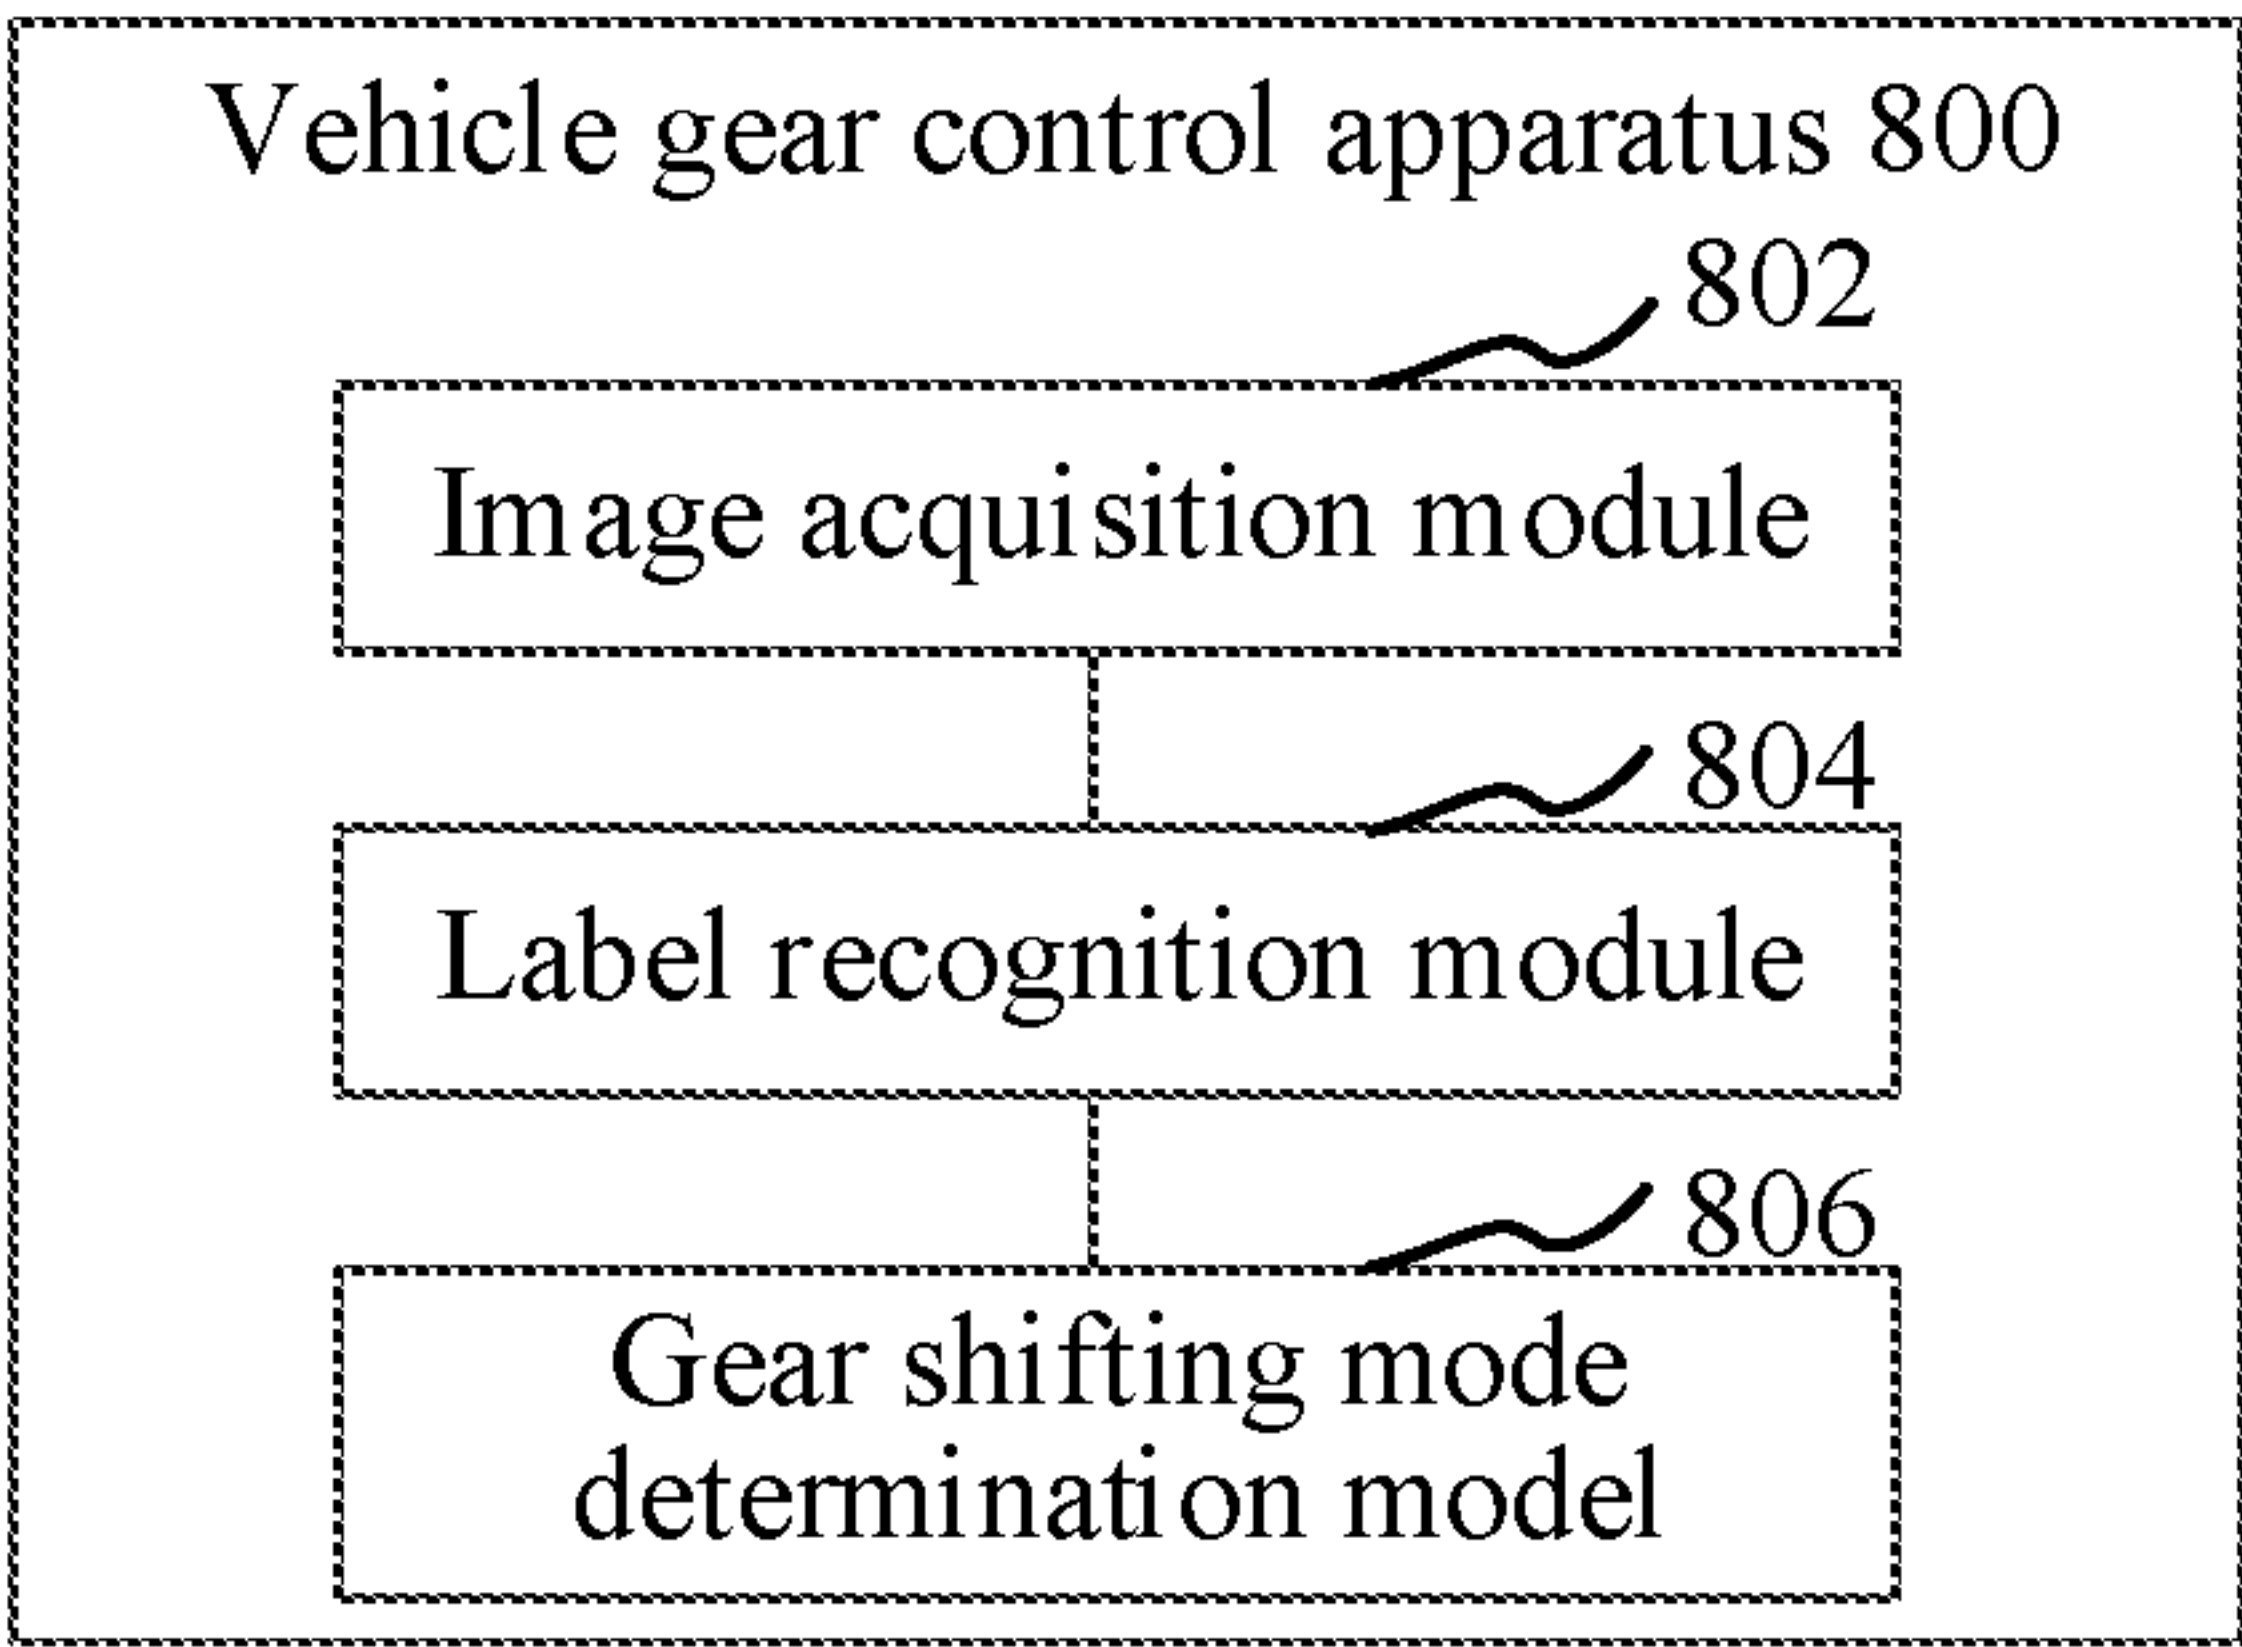 Vehicle gear control apparatus 800
802
Image acquisition module
804
Label recognition module
806
Gear shifting mode
determination model